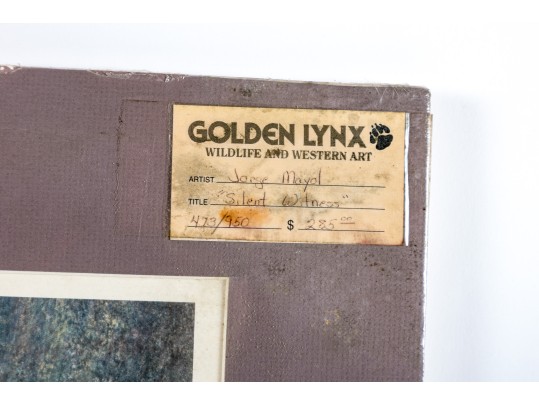 GOLDEN LYNX
WILDLIFE AND WESTERN ART
ARTIST Jorge Mayol
TITLE "Silent Witness"
473/950 $ 285.00